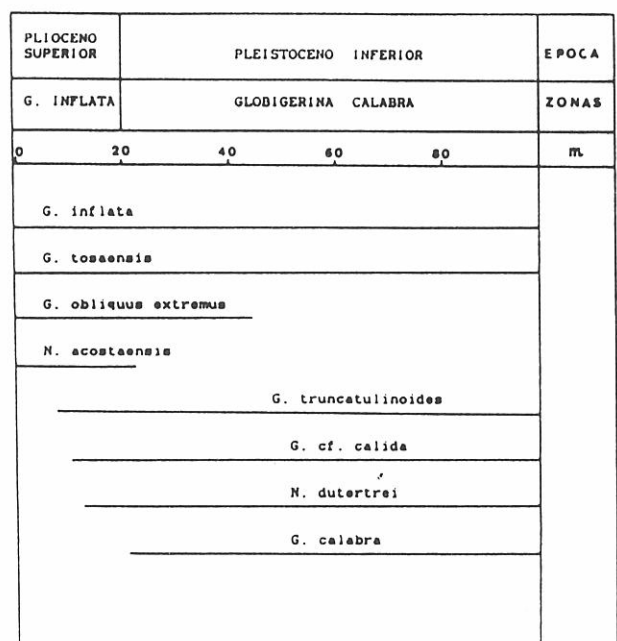 PLIOCENO
SUPERIOR
PLEISTOCENO INFERIOR
EPOCA
G. INFLATA
GLOBIGERINA CALABRA
ZONAS
0 20 40 60 80 m
G. inflata
G. tosaensis
G. obliquus extremus
N. acostaensis
G. truncatulinoides
G. cf. calida
N. dutertrei
G. calabra